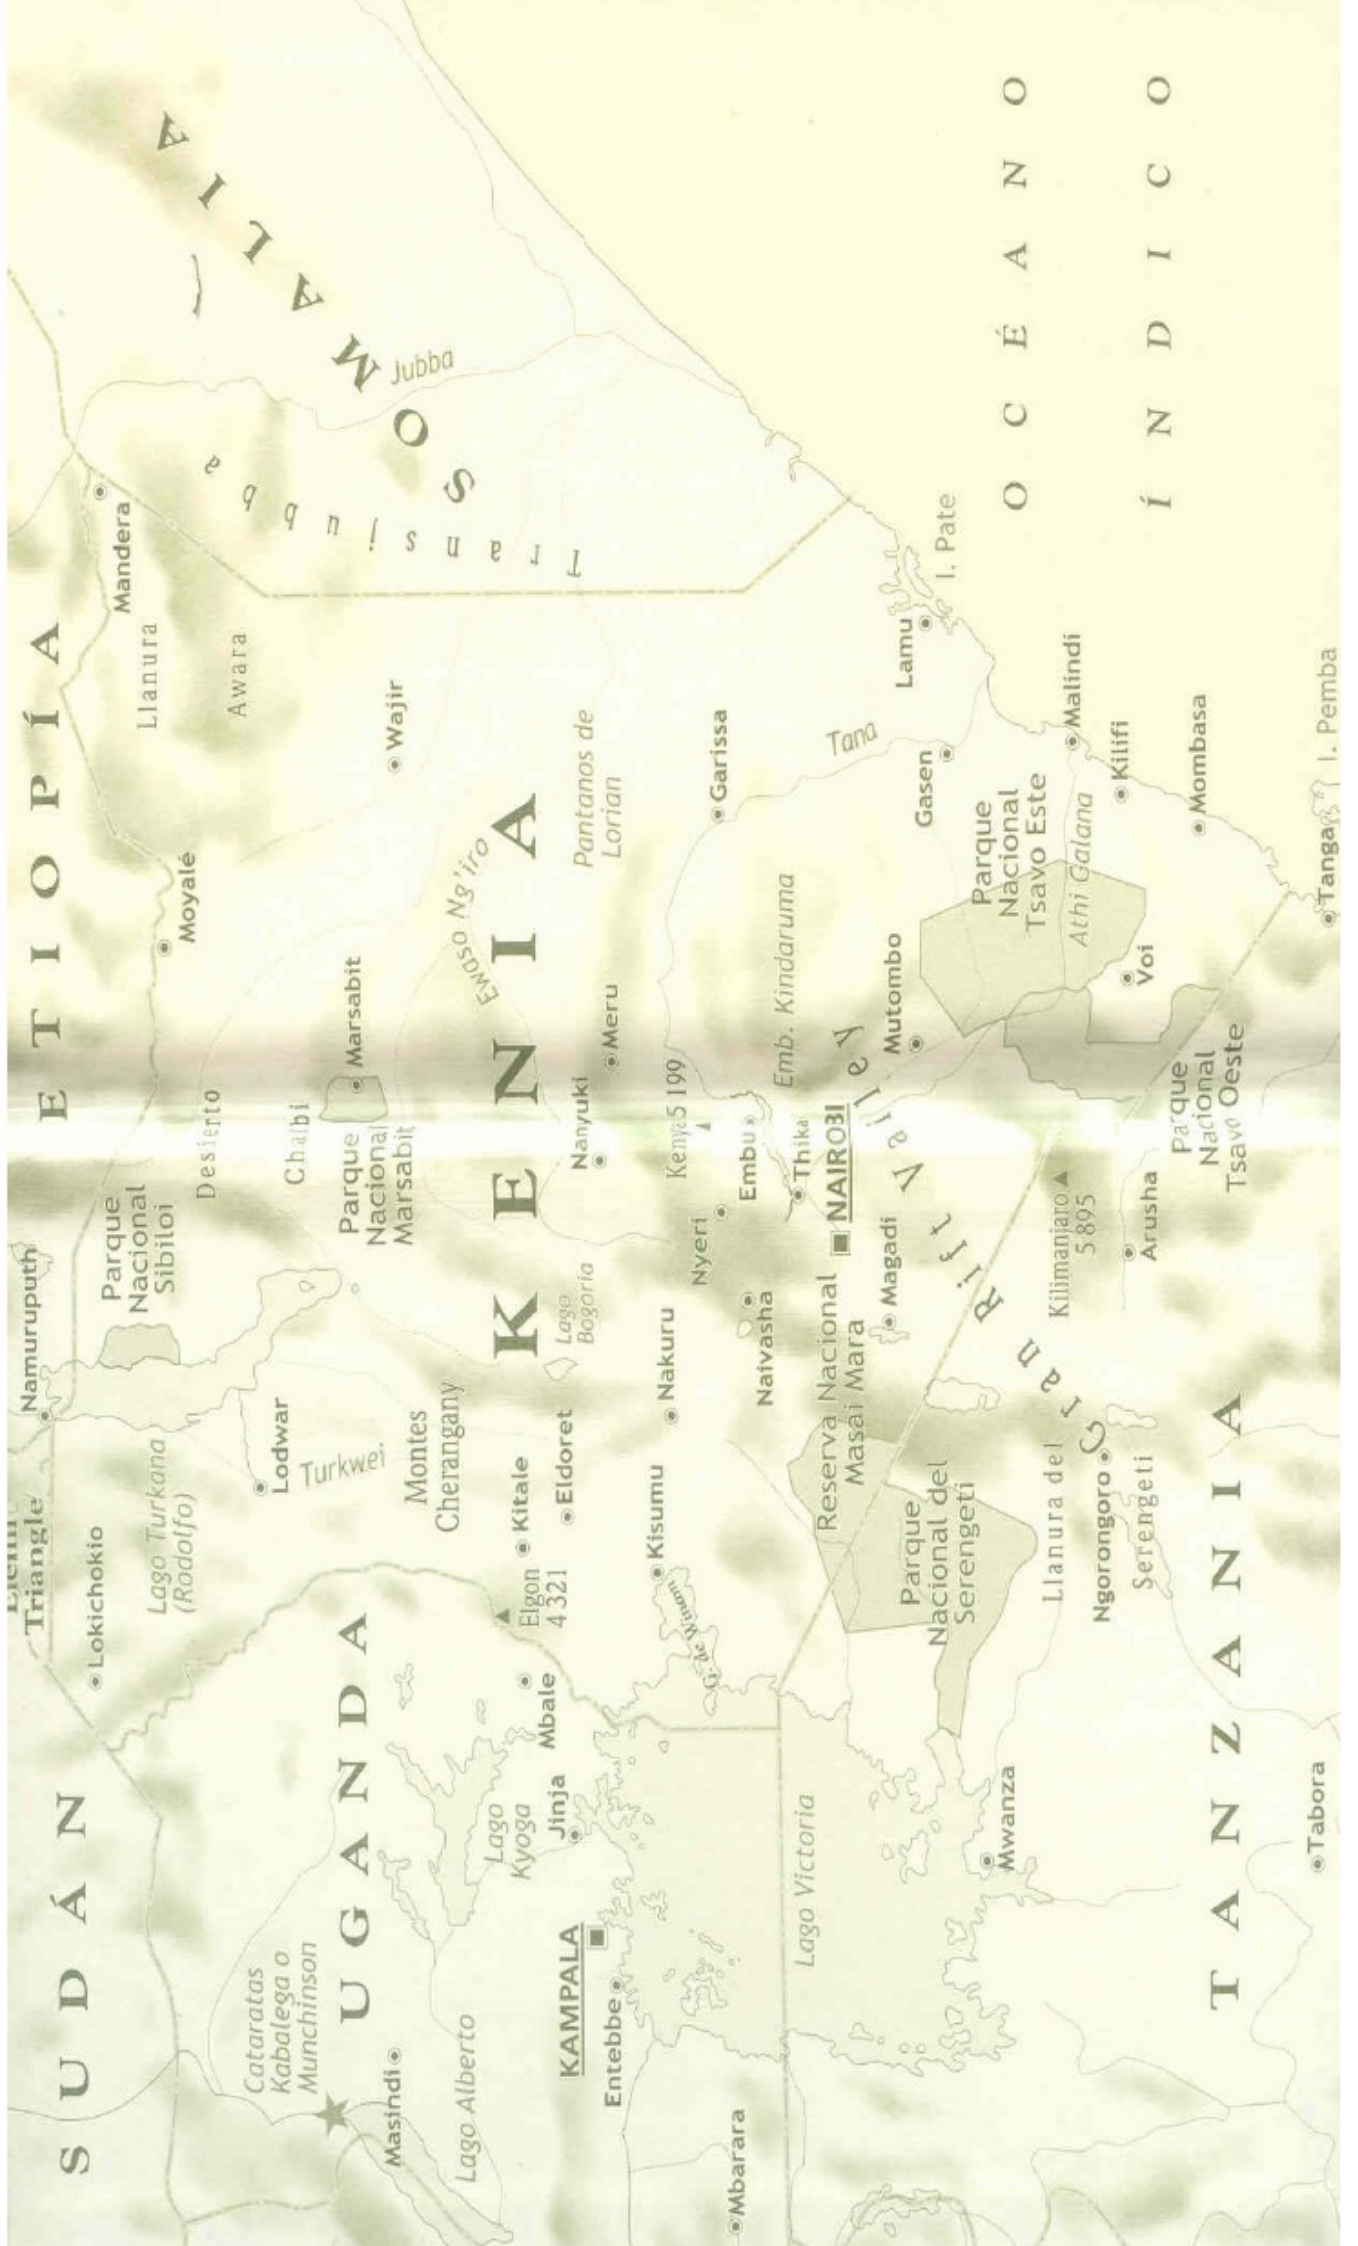 SUDÁN
ETIOPÍA
SOMALIA
UGANDA
KENIA
TANZANIA
OCÉANO
ÍNDICO
Triangle
Namuruputh
Lokichokio
Parque
Nacional
Sibiloi
Lago Turkana
(Rodolfo)
Desierto
Chalbi
Moyalé
Llanura
Awara
Mandera
Transjubba
Jubba
Cataratas
Kabalega o
Munchinson
Masindi
Lago Alberto
Lodwar
Turkwei
Montes
Cherangany
Parque
Nacional
Marsabit
Marsabit
Wajir
Ewaso Ng'iro
Pantanos de
Lorian
Lago
Kyoga
Mbale
Jinja
Elgon
4 321
Kitale
Eldoret
Lago
Bogoria
Nanyuki
Meru
KAMPALA
Entebbe
Kisumu
G. de Winam
Nakuru
Nyeri
Kenya 5 199
Embu
Garissa
Mbarara
Naivasha
Thika
Emb. Kindaruma
Tana
Lago Victoria
Reserva Nacional
Masai Mara
NAIROBI
Magadi
Mutombo
Gasen
Lamu
I. Pate
Parque
Nacional del
Serengeti
Gran Rift Valley
Parque
Nacional
Tsavo Este
Athi Galana
Malindi
Kilifi
Mwanza
Llanura del
Serengeti
Ngorongoro
Kilimanjaro
5 895
Arusha
Voi
Parque
Nacional
Tsavo Oeste
Mombasa
Tabora
Tanga
I. Pemba